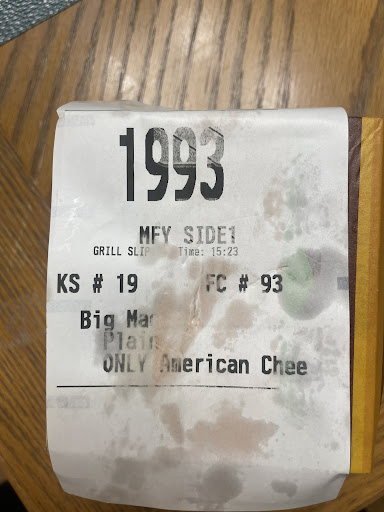 1993
MFY SIDE1
GRILL SLIP Time: 15:23
KS # 19 FC # 93
Big Mac
Plain
ONLY American Chee